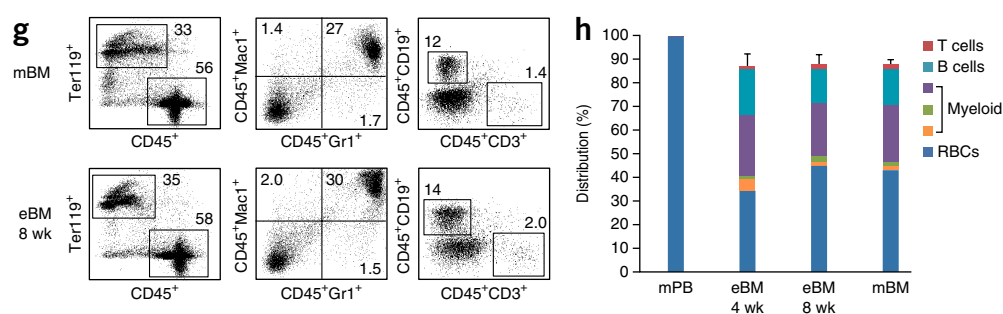 g
mBM
Ter119⁺
33
56
CD45⁺
CD45⁺Mac1⁺
1.4
27
1.7
CD45⁺Gr1⁺
CD45⁺CD19⁺
12
1.4
CD45⁺CD3⁺
eBM
8 wk
Ter119⁺
35
58
CD45⁺
CD45⁺Mac1⁺
2.0
30
1.5
CD45⁺Gr1⁺
CD45⁺CD19⁺
14
2.0
CD45⁺CD3⁺
h
Distribution (%)
100
90
80
70
60
50
40
30
20
10
0
mPB
eBM
4 wk
eBM
8 wk
mBM
T cells
B cells
Myeloid
RBCs